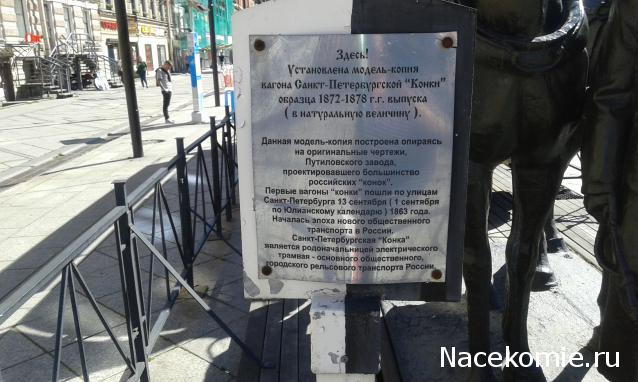 Здесь!
Установлена модель-копия
вагона Санкт-Петербургской "Конки"
образца 1872-1878 г.г. выпуска
( в натуральную величину ).
Данная модель-копия построена опираясь
на оригинальные чертежи,
Путиловского завода,
проектировавшего большинство
российских "конок".
Первые вагоны "конки" пошли по улицам
Санкт-Петербурга 13 сентября ( 1 сентября
по Юлианскому календарю ) 1863 года.
Началась эпоха нового общественного
транспорта в России.
Санкт-Петербургская "Конка"
является родоначальницей электрического
трамвая - основного общественного,
городского рельсового транспорта России.
Nacekomie.ru